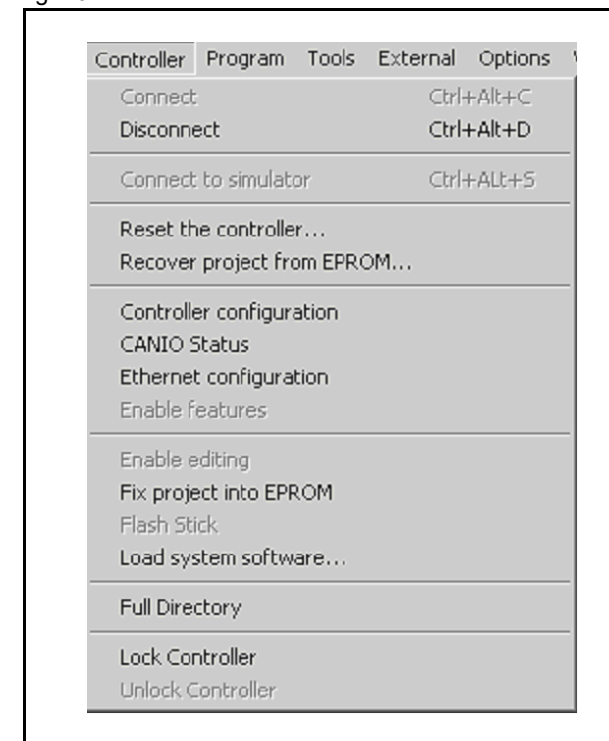 Controller Program Tools External Options
Connect Ctrl+Alt+C
Disconnect Ctrl+Alt+D
Connect to simulator Ctrl+ALt+S
Reset the controller...
Recover project from EPROM...
Controller configuration
CANIO Status
Ethernet configuration
Enable features
Enable editing
Fix project into EPROM
Flash Stick
Load system software...
Full Directory
Lock Controller
Unlock Controller